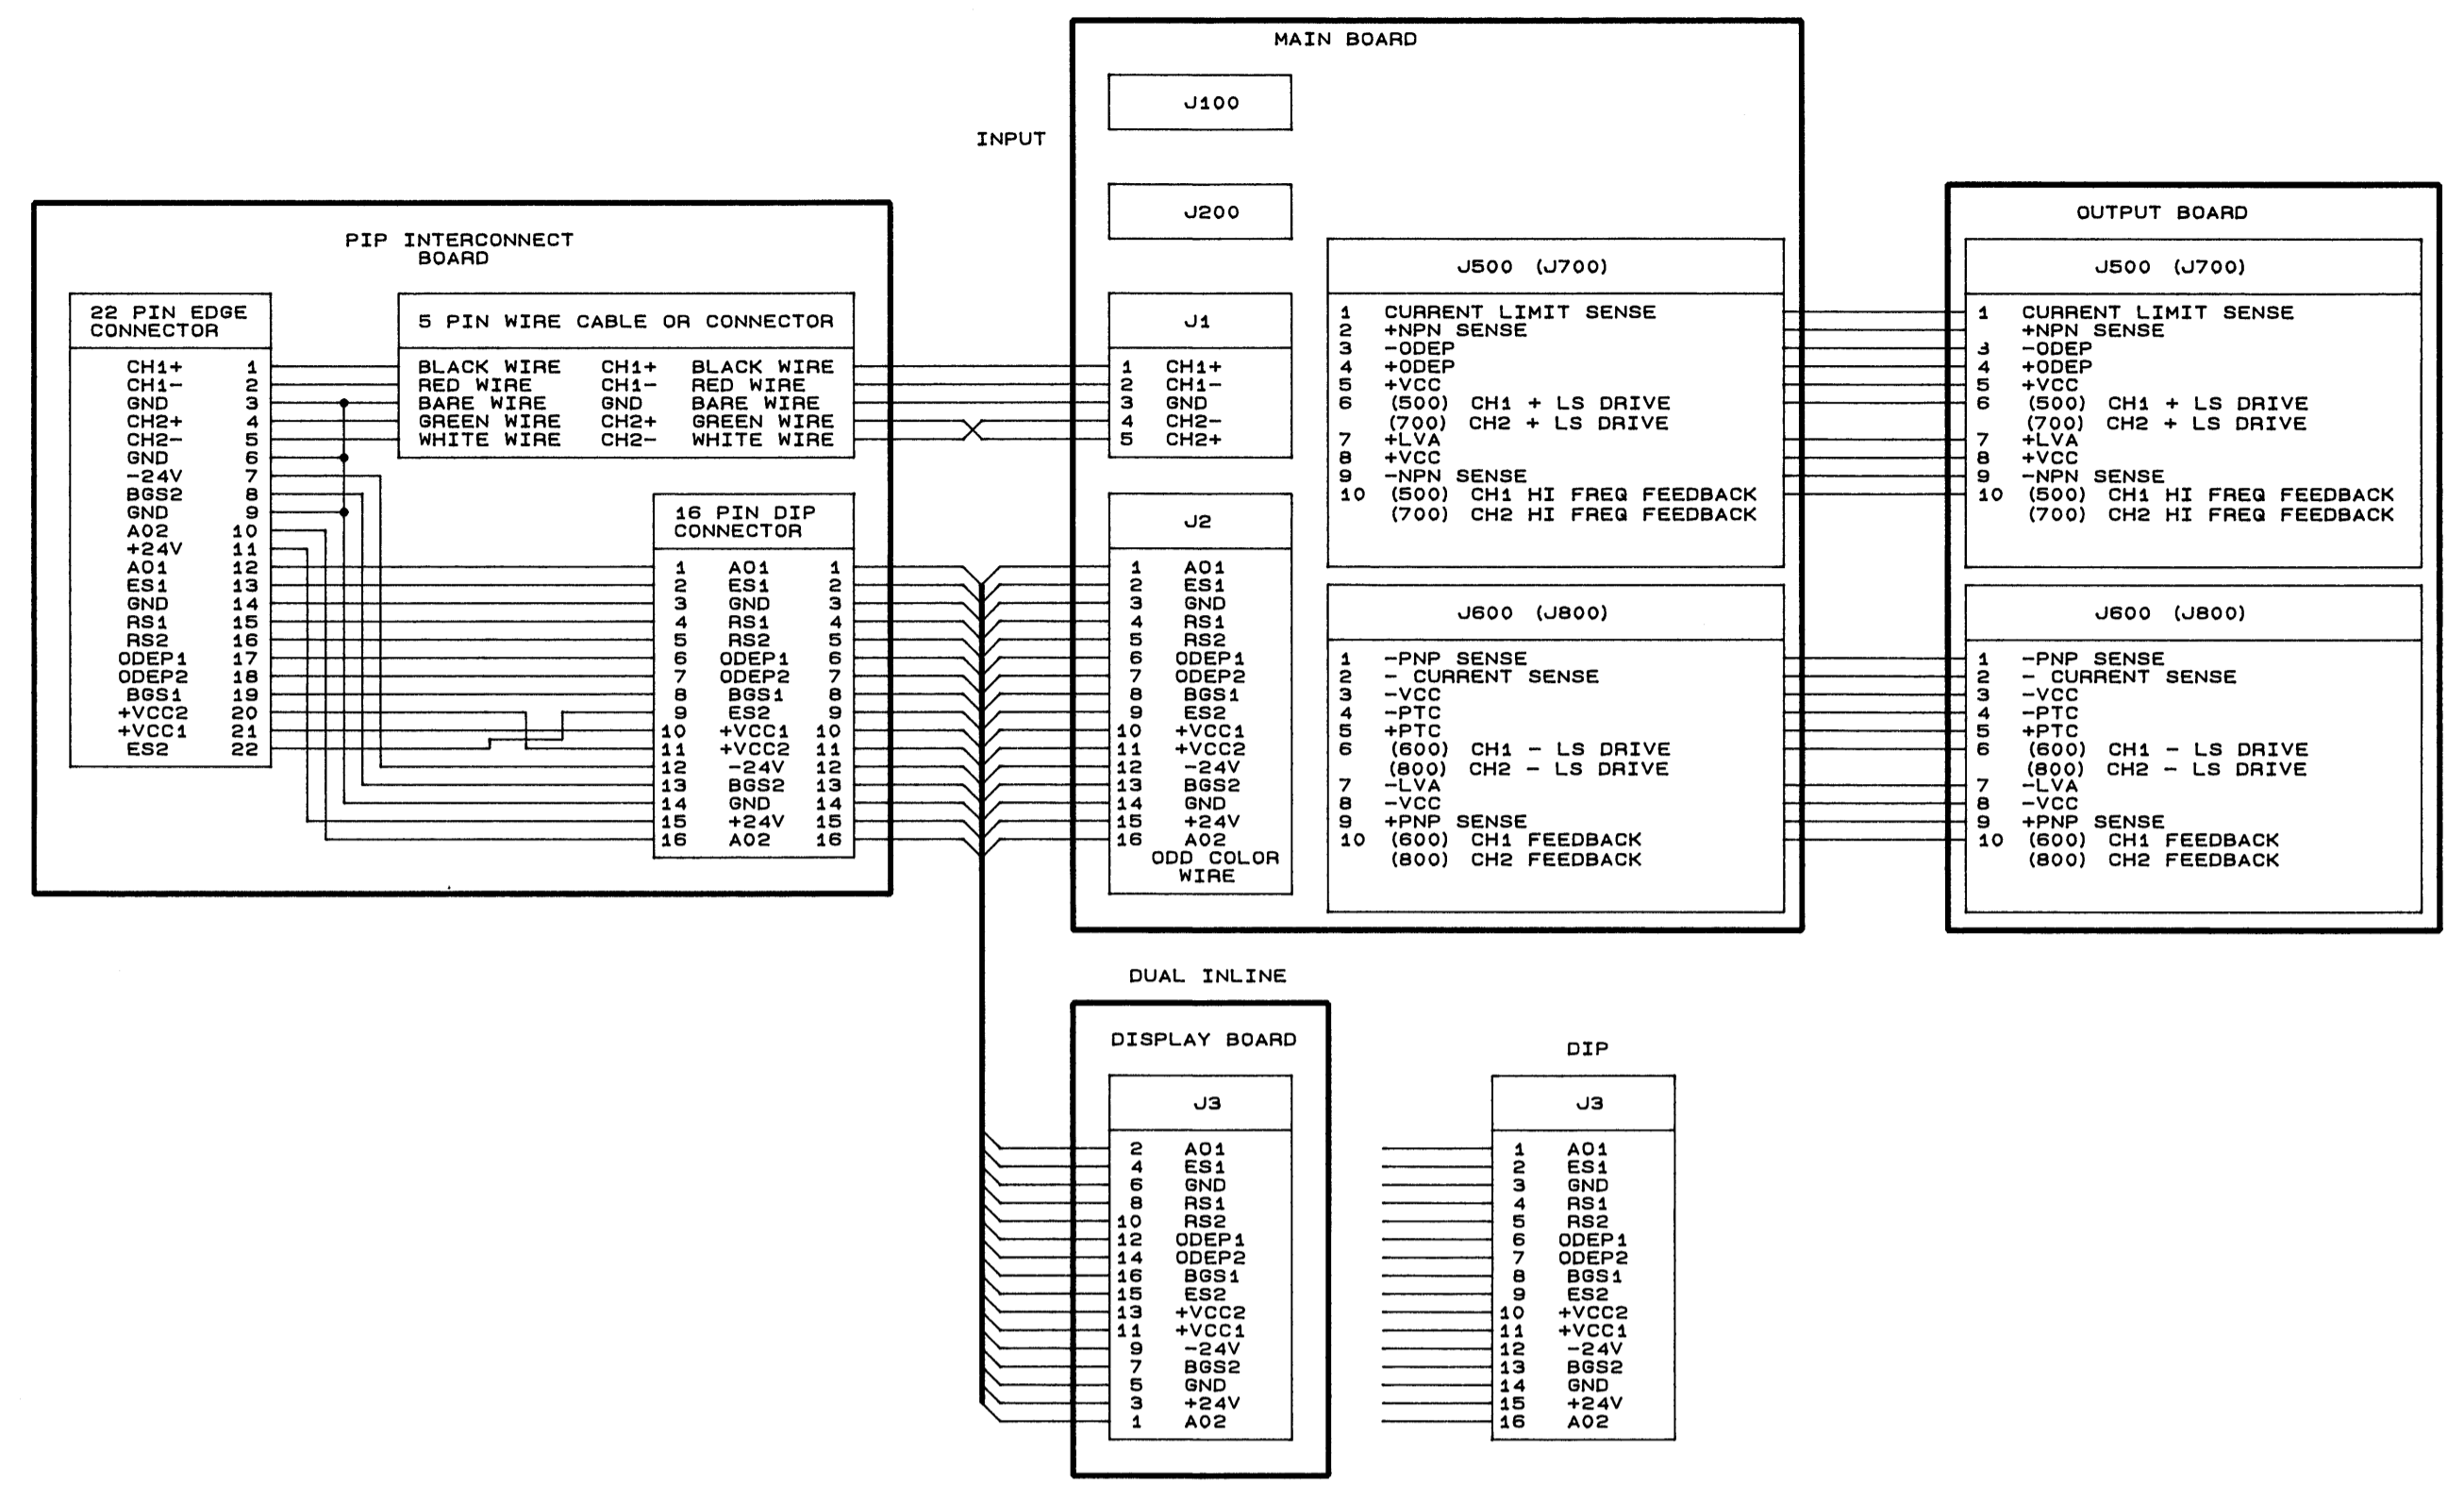 MAIN BOARD
J100
INPUT
J200
PIP INTERCONNECT
BOARD
22 PIN EDGE
CONNECTOR
CH1+ 1
CH1- 2
GND 3
CH2+ 4
CH2- 5
GND 6
-24V 7
BGS2 8
GND 9
AO2 10
+24V 11
AO1 12
ES1 13
GND 14
RS1 15
RS2 16
ODEP1 17
ODEP2 18
BGS1 19
+VCC2 20
+VCC1 21
ES2 22
5 PIN WIRE CABLE OR CONNECTOR
BLACK WIRE CH1+ BLACK WIRE
RED WIRE CH1- RED WIRE
BARE WIRE GND BARE WIRE
GREEN WIRE CH2+ GREEN WIRE
WHITE WIRE CH2- WHITE WIRE
16 PIN DIP
CONNECTOR
1 AO1 1
2 ES1 2
3 GND 3
4 RS1 4
5 RS2 5
6 ODEP1 6
7 ODEP2 7
8 BGS1 8
9 ES2 9
10 +VCC1 10
11 +VCC2 11
12 -24V 12
13 BGS2 13
14 GND 14
15 +24V 15
16 AO2 16
J1
1 CH1+
2 CH1-
3 GND
4 CH2-
5 CH2+
J2
1 AO1
2 ES1
3 GND
4 RS1
5 RS2
6 ODEP1
7 ODEP2
8 BGS1
9 ES2
10 +VCC1
11 +VCC2
12 -24V
13 BGS2
14 GND
15 +24V
16 AO2
ODD COLOR
WIRE
J500 (J700)
1 CURRENT LIMIT SENSE
2 +NPN SENSE
3 -ODEP
4 +ODEP
5 +VCC
6 (500) CH1 + LS DRIVE
(700) CH2 + LS DRIVE
7 +LVA
8 +VCC
9 -NPN SENSE
10 (500) CH1 HI FREQ FEEDBACK
(700) CH2 HI FREQ FEEDBACK
J600 (J800)
1 -PNP SENSE
2 - CURRENT SENSE
3 -VCC
4 -PTC
5 +PTC
6 (600) CH1 - LS DRIVE
(800) CH2 - LS DRIVE
7 -LVA
8 -VCC
9 +PNP SENSE
10 (600) CH1 FEEDBACK
(800) CH2 FEEDBACK
OUTPUT BOARD
J500 (J700)
1 CURRENT LIMIT SENSE
+NPN SENSE
3 -ODEP
4 +ODEP
5 +VCC
6 (500) CH1 + LS DRIVE
(700) CH2 + LS DRIVE
7 +LVA
8 +VCC
9 -NPN SENSE
10 (500) CH1 HI FREQ FEEDBACK
(700) CH2 HI FREQ FEEDBACK
J600 (J800)
1 -PNP SENSE
2 - CURRENT SENSE
3 -VCC
4 -PTC
5 +PTC
6 (600) CH1 - LS DRIVE
(800) CH2 - LS DRIVE
7 -LVA
8 -VCC
9 +PNP SENSE
10 (600) CH1 FEEDBACK
(800) CH2 FEEDBACK
DUAL INLINE
DISPLAY BOARD
J3
2 AO1
4 ES1
6 GND
8 RS1
10 RS2
12 ODEP1
14 ODEP2
16 BGS1
15 ES2
13 +VCC2
11 +VCC1
9 -24V
7 BGS2
5 GND
3 +24V
1 AO2
DIP
J3
1 AO1
2 ES1
3 GND
4 RS1
5 RS2
6 ODEP1
7 ODEP2
8 BGS1
9 ES2
10 +VCC2
11 +VCC1
12 -24V
13 BGS2
14 GND
15 +24V
16 AO2